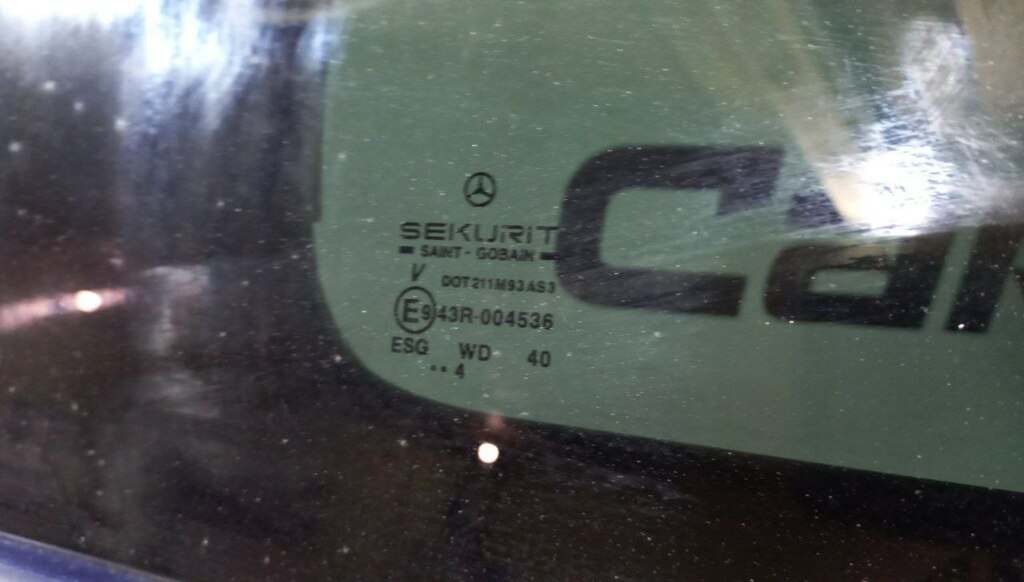 SEKURIT
SAINT - GOBAIN
V
DOT211M93AS3
E9 43R-004536
ESG WD 40
•• 4